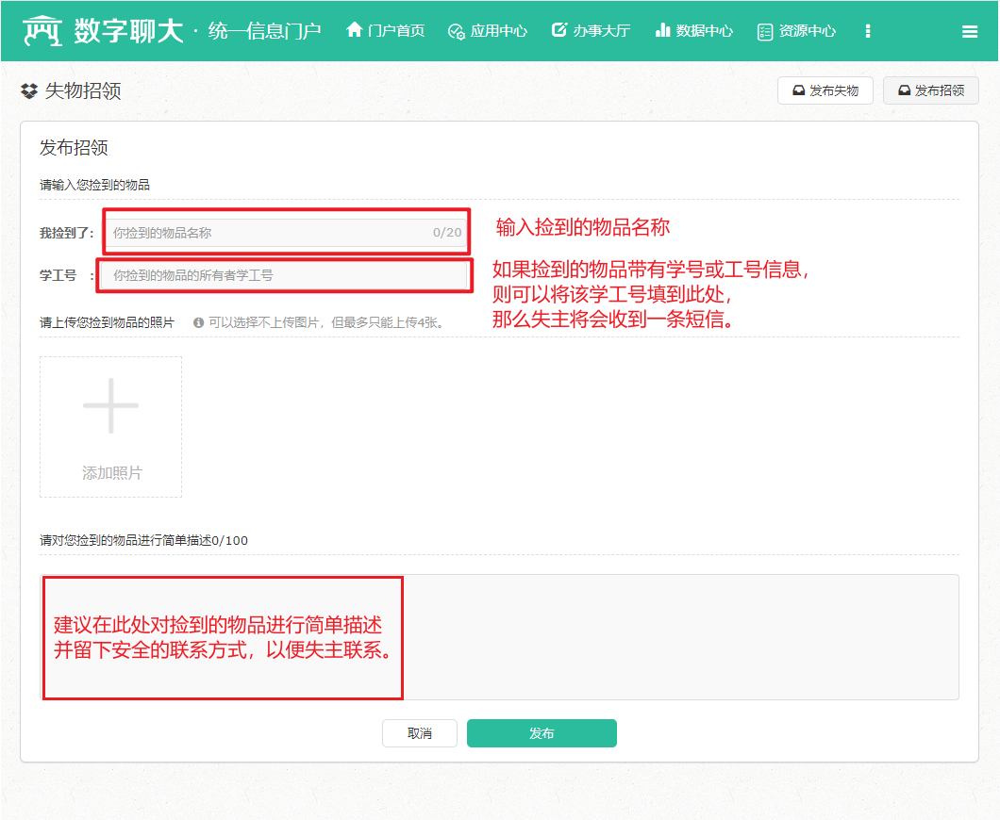 数字聊大 · 统一信息门户 门户首页 应用中心 办事大厅 数据中心 资源中心
失物招领 发布失物 发布招领
发布招领
请输入您捡到的物品
我捡到了: 你捡到的物品名称 0/20 输入捡到的物品名称
学工号 : 你捡到的物品的所有者学工号 如果捡到的物品带有学号或工号信息，
则可以将该学工号填到此处，
那么失主将会收到一条短信。
请上传您捡到物品的照片 可以选择不上传图片，但最多只能上传4张。
添加照片
请对您捡到的物品进行简单描述0/100
建议在此处对捡到的物品进行简单描述
并留下安全的联系方式，以便失主联系。
取消 发布